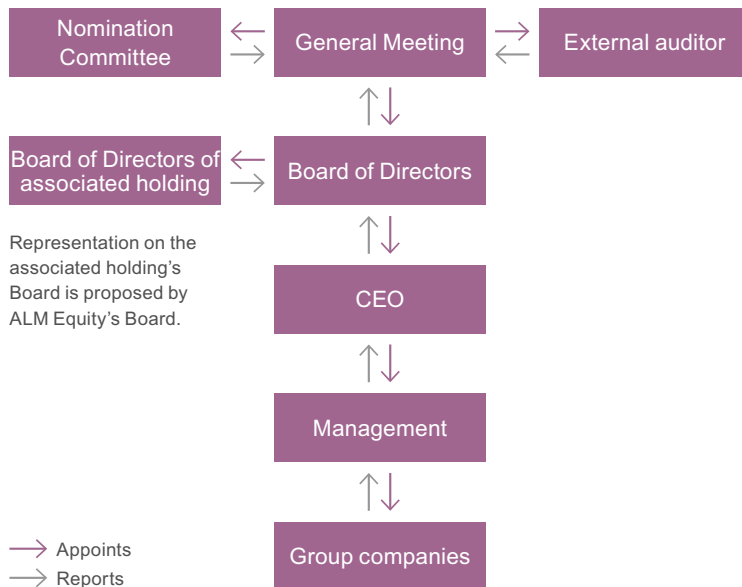 Nomination
Committee
General Meeting
External auditor
Board of Directors of
associated holding
Board of Directors
Representation on the
associated holding's
Board is proposed by
ALM Equity's Board.
CEO
Management
Group companies
Appoints
Reports